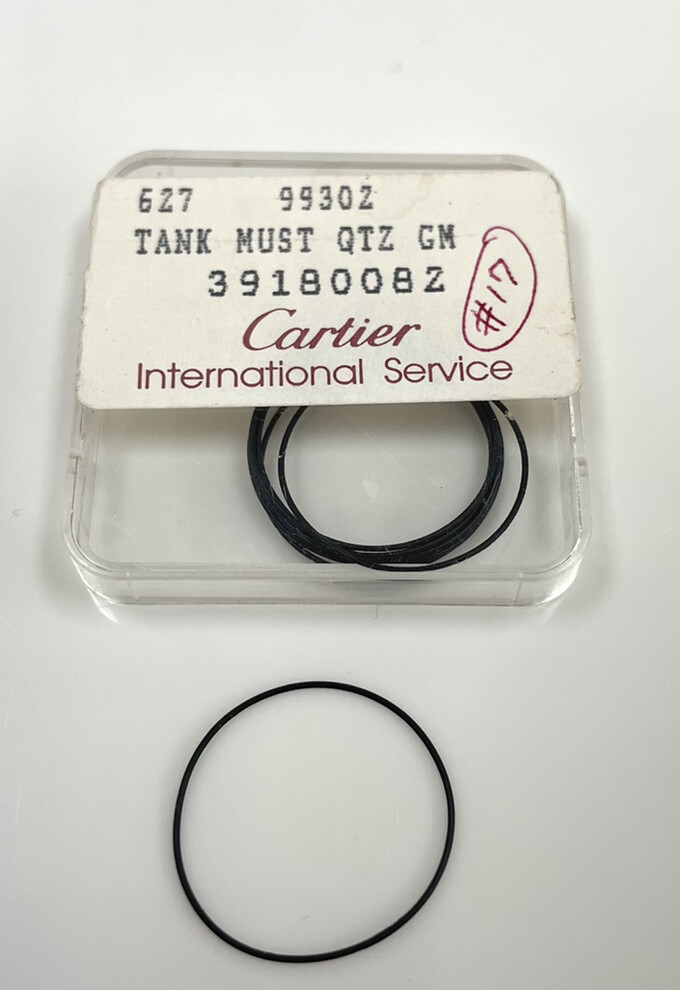 627 99302
TANK MUST QTZ GM
39180082
#17
Cartier
International Service